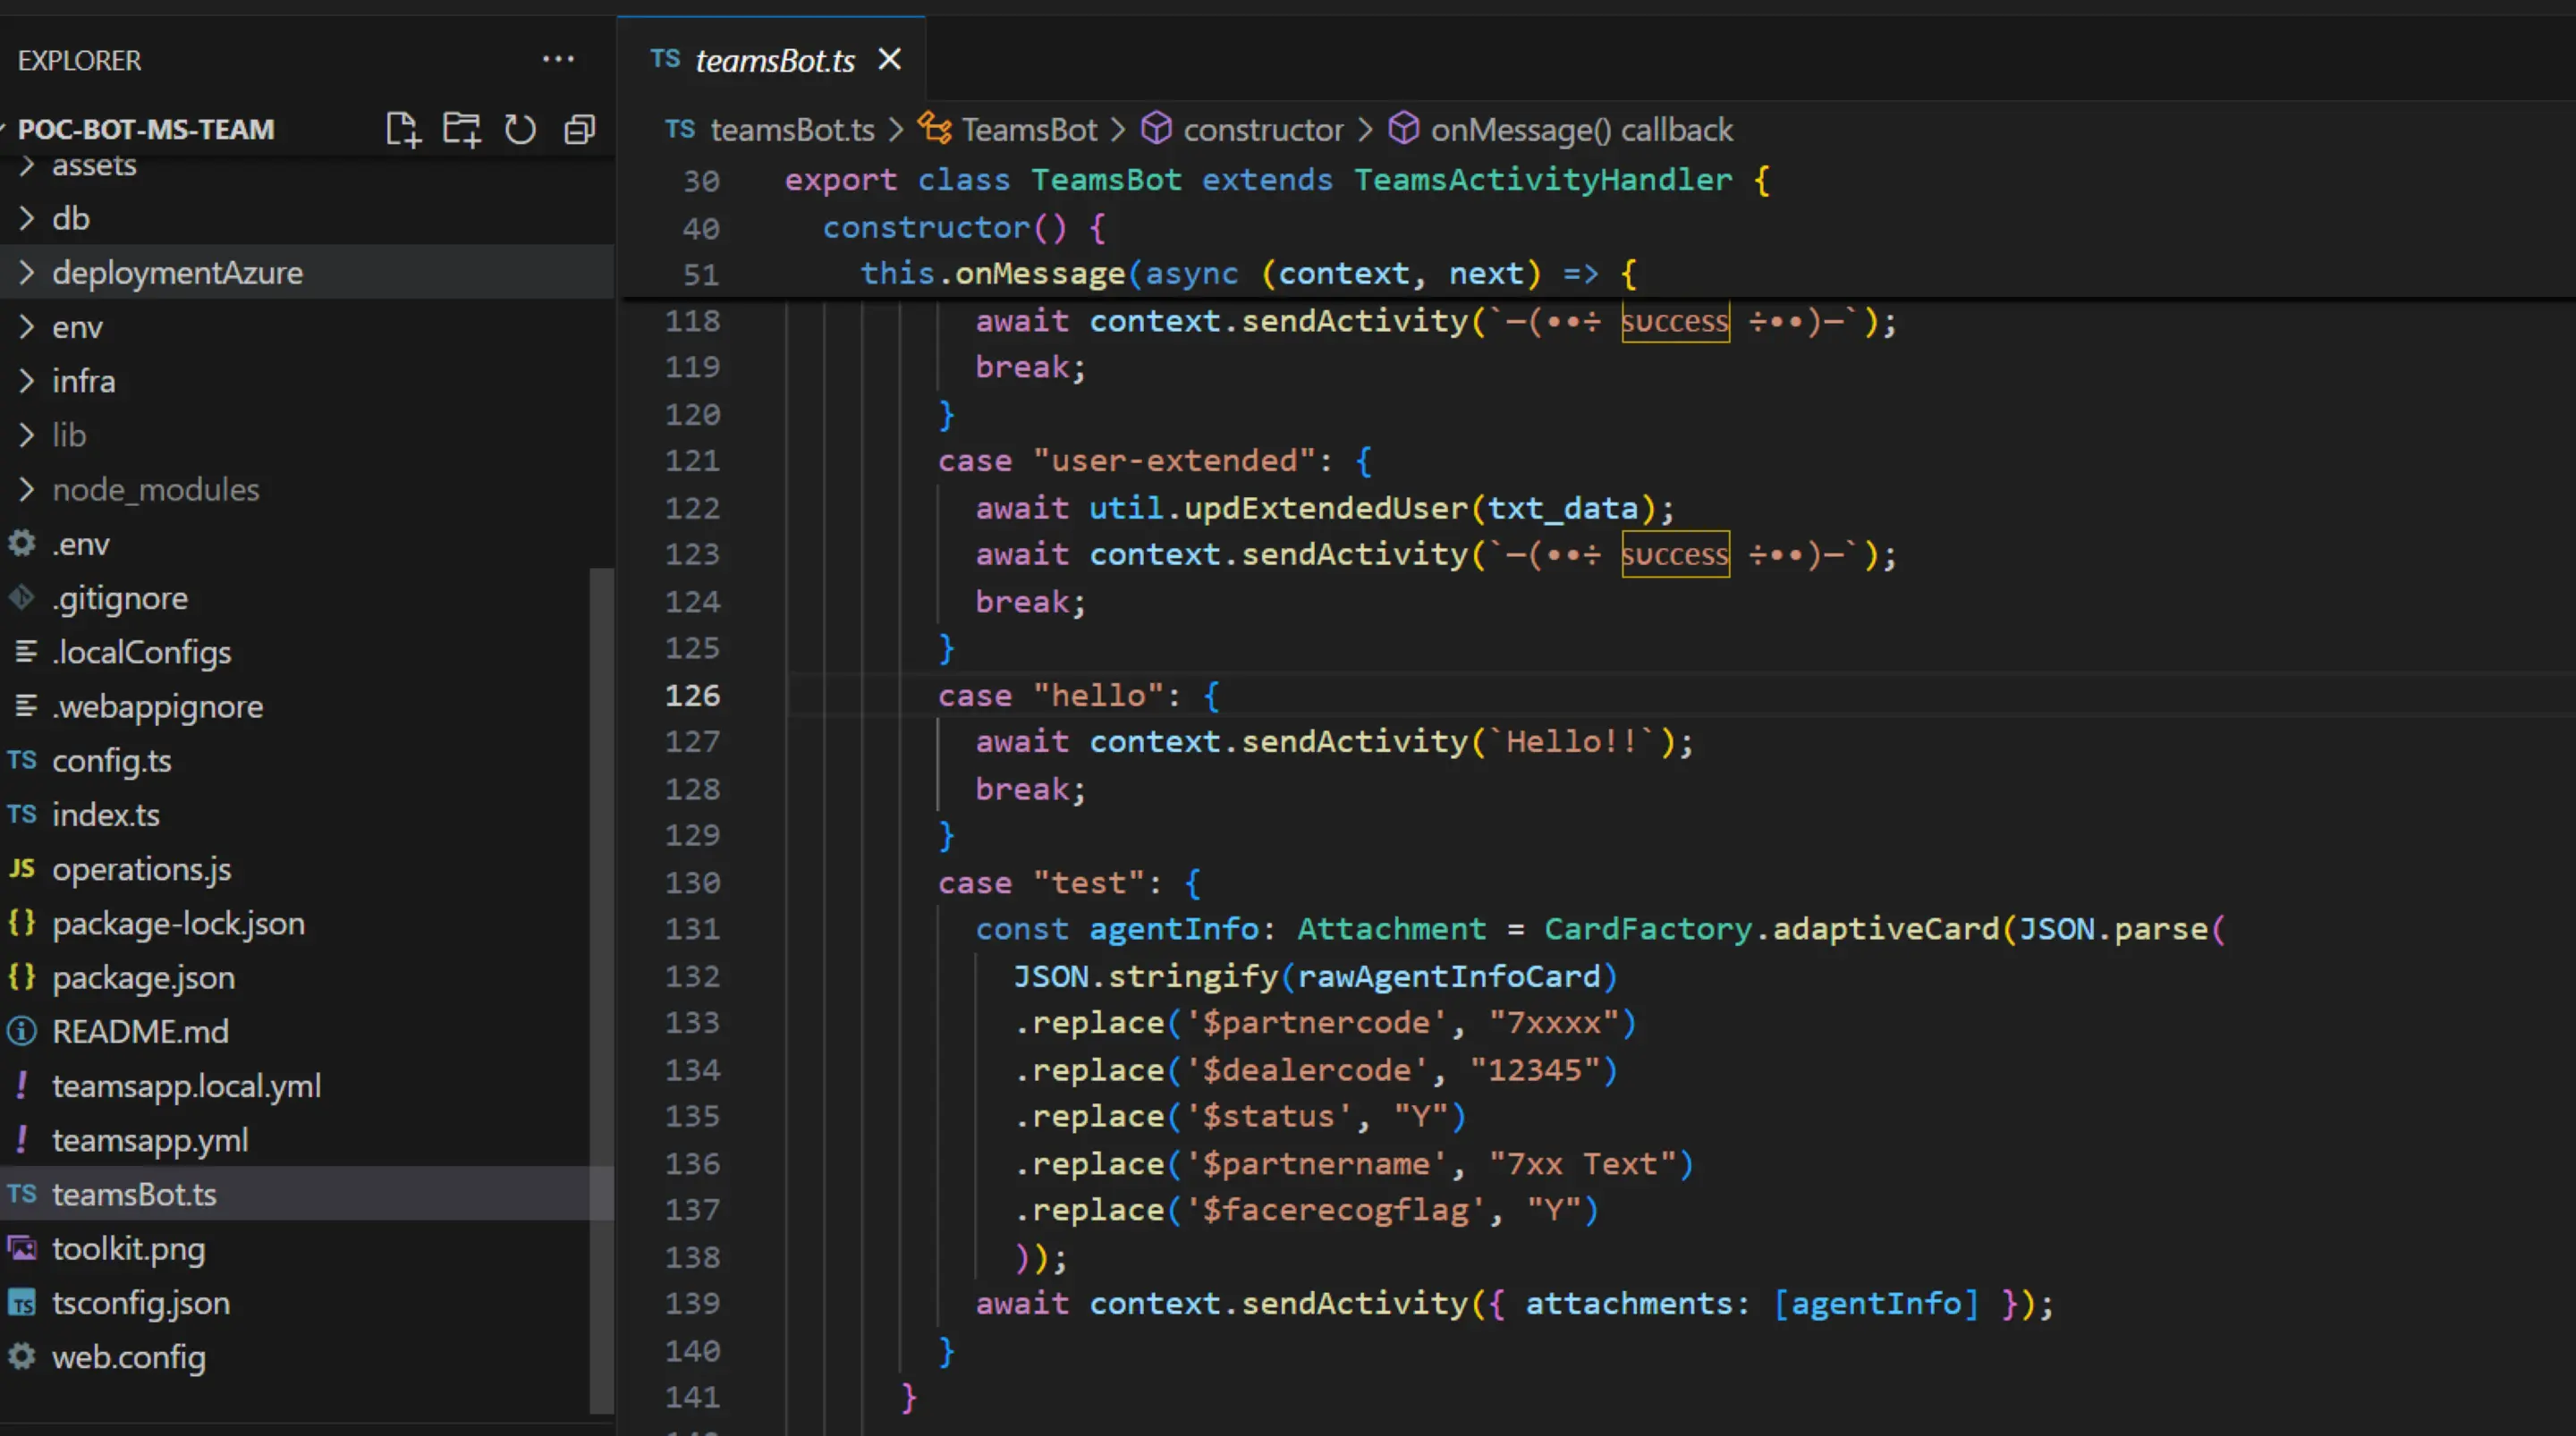 EXPLORER
POC-BOT-MS-TEAM
assets
db
deploymentAzure
env
infra
lib
node_modules
.env
.gitignore
.localConfigs
.webappignore
TS config.ts
TS index.ts
JS operations.js
{} package-lock.json
{} package.json
README.md
! teamsapp.local.yml
! teamsapp.yml
TS teamsBot.ts
toolkit.png
TS tsconfig.json
web.config
TS teamsBot.ts
TS teamsBot.ts > TeamsBot > constructor > onMessage() callback
30 export class TeamsBot extends TeamsActivityHandler {
40 constructor() {
51 this.onMessage(async (context, next) => {
118 await context.sendActivity(`−(••÷ ѕυccess ÷••)−`);
119 break;
120 }
121 case "user-extended": {
122 await util.updExtendedUser(txt_data);
123 await context.sendActivity(`−(••÷ ѕυccess ÷••)−`);
124 break;
125 }
126 case "hello": {
127 await context.sendActivity(`Hello!!`);
128 break;
129 }
130 case "test": {
131 const agentInfo: Attachment = CardFactory.adaptiveCard(JSON.parse(
132 JSON.stringify(rawAgentInfoCard)
133 .replace('$partnercode', "7xxxx")
134 .replace('$dealercode', "12345")
135 .replace('$status', "Y")
136 .replace('$partnername', "7xx Text")
137 .replace('$facerecogflag', "Y")
138 ));
139 await context.sendActivity({ attachments: [agentInfo] });
140 }
141 }